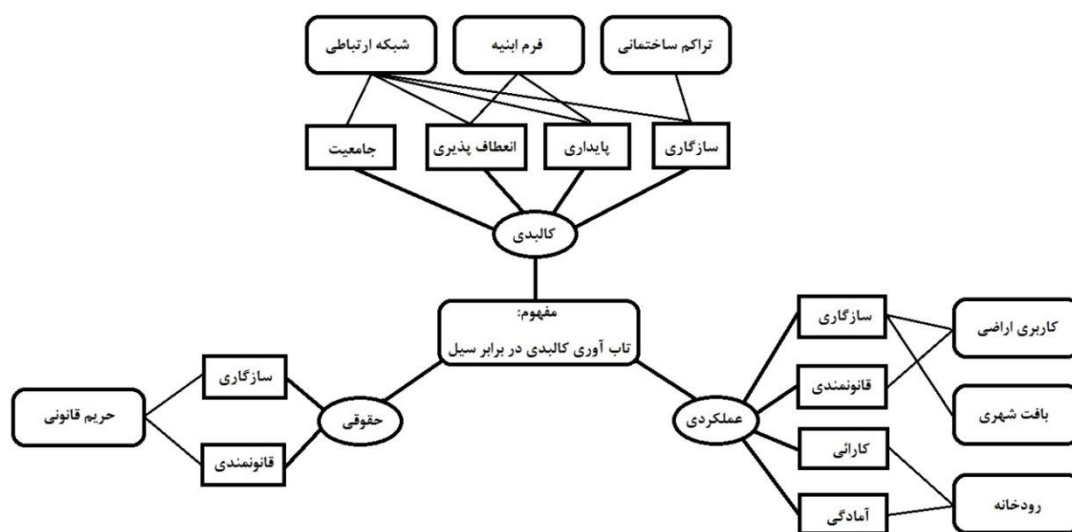 شبکه ارتباطی
فرم ابنیه
تراکم ساختمانی
جامعیت
انعطاف پذیری
پایداری
سازگاری
کالبدی
مفهوم:
تاب آوری کالبدی در برابر سیل
حقوقی
سازگاری
قانونمندی
حریم قانونی
عملکردی
سازگاری
قانونمندی
کارائی
آمادگی
کاربری اراضی
بافت شهری
رودخانه